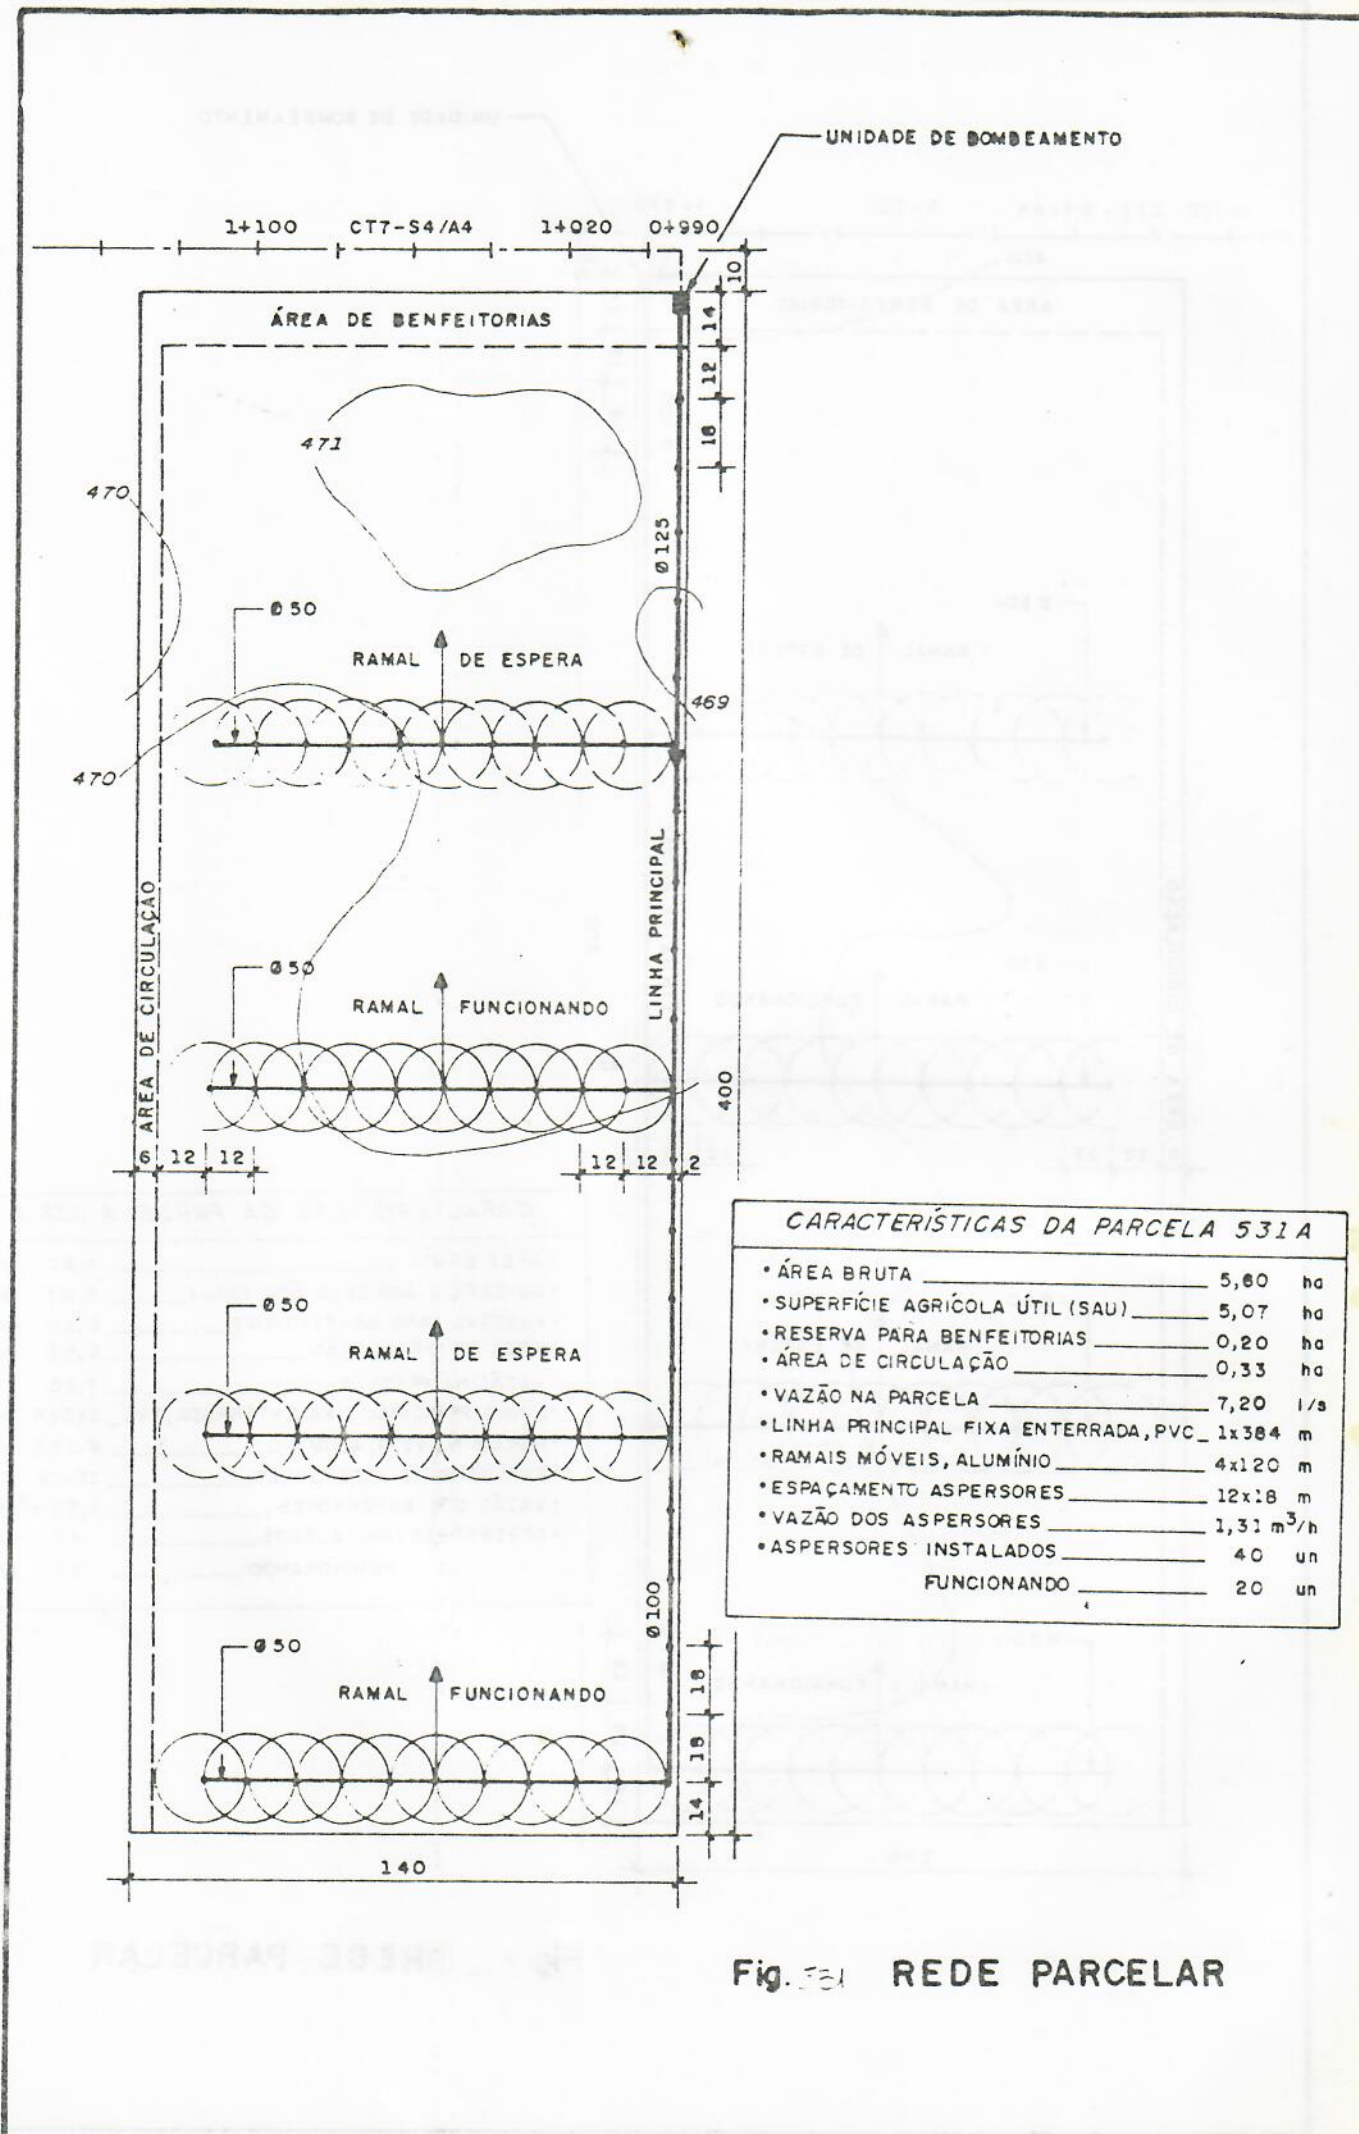 UNIDADE DE BOMBEAMENTO
1+100 CT7-S4/A4 1+020 0+990
10
ÁREA DE BENFEITORIAS
14
12
18
471
470
Ø125
Ø50
RAMAL DE ESPERA
469
470
LINHA PRINCIPAL
ÁREA DE CIRCULAÇÃO
Ø50
RAMAL FUNCIONANDO
400
6 12 12 12 12 2
CARACTERÍSTICAS DA PARCELA 531A
• ÁREA BRUTA 5,60 ha
• SUPERFÍCIE AGRÍCOLA ÚTIL (SAU) 5,07 ha
• RESERVA PARA BENFEITORIAS 0,20 ha
• ÁREA DE CIRCULAÇÃO 0,33 ha
• VAZÃO NA PARCELA 7,20 l/s
• LINHA PRINCIPAL FIXA ENTERRADA, PVC 1x384 m
• RAMAIS MÓVEIS, ALUMÍNIO 4x120 m
• ESPAÇAMENTO ASPERSORES 12x18 m
• VAZÃO DOS ASPERSORES 1,31 m³/h
• ASPERSORES INSTALADOS 40 un
FUNCIONANDO 20 un
Ø50
RAMAL DE ESPERA
Ø100
Ø50
RAMAL FUNCIONANDO
18
18
14
140
Fig. REDE PARCELAR